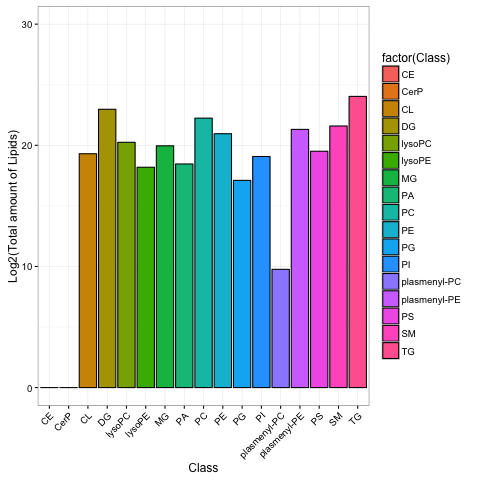 30
20
10
0
Log2(Total amount of Lipids)
CE
CerP
CL
DG
lysoPC
lysoPE
MG
PA
PC
PE
PG
PI
plasmenyl-PC
plasmenyl-PE
PS
SM
TG
Class
factor(Class)
CE
CerP
CL
DG
lysoPC
lysoPE
MG
PA
PC
PE
PG
PI
plasmenyl-PC
plasmenyl-PE
PS
SM
TG